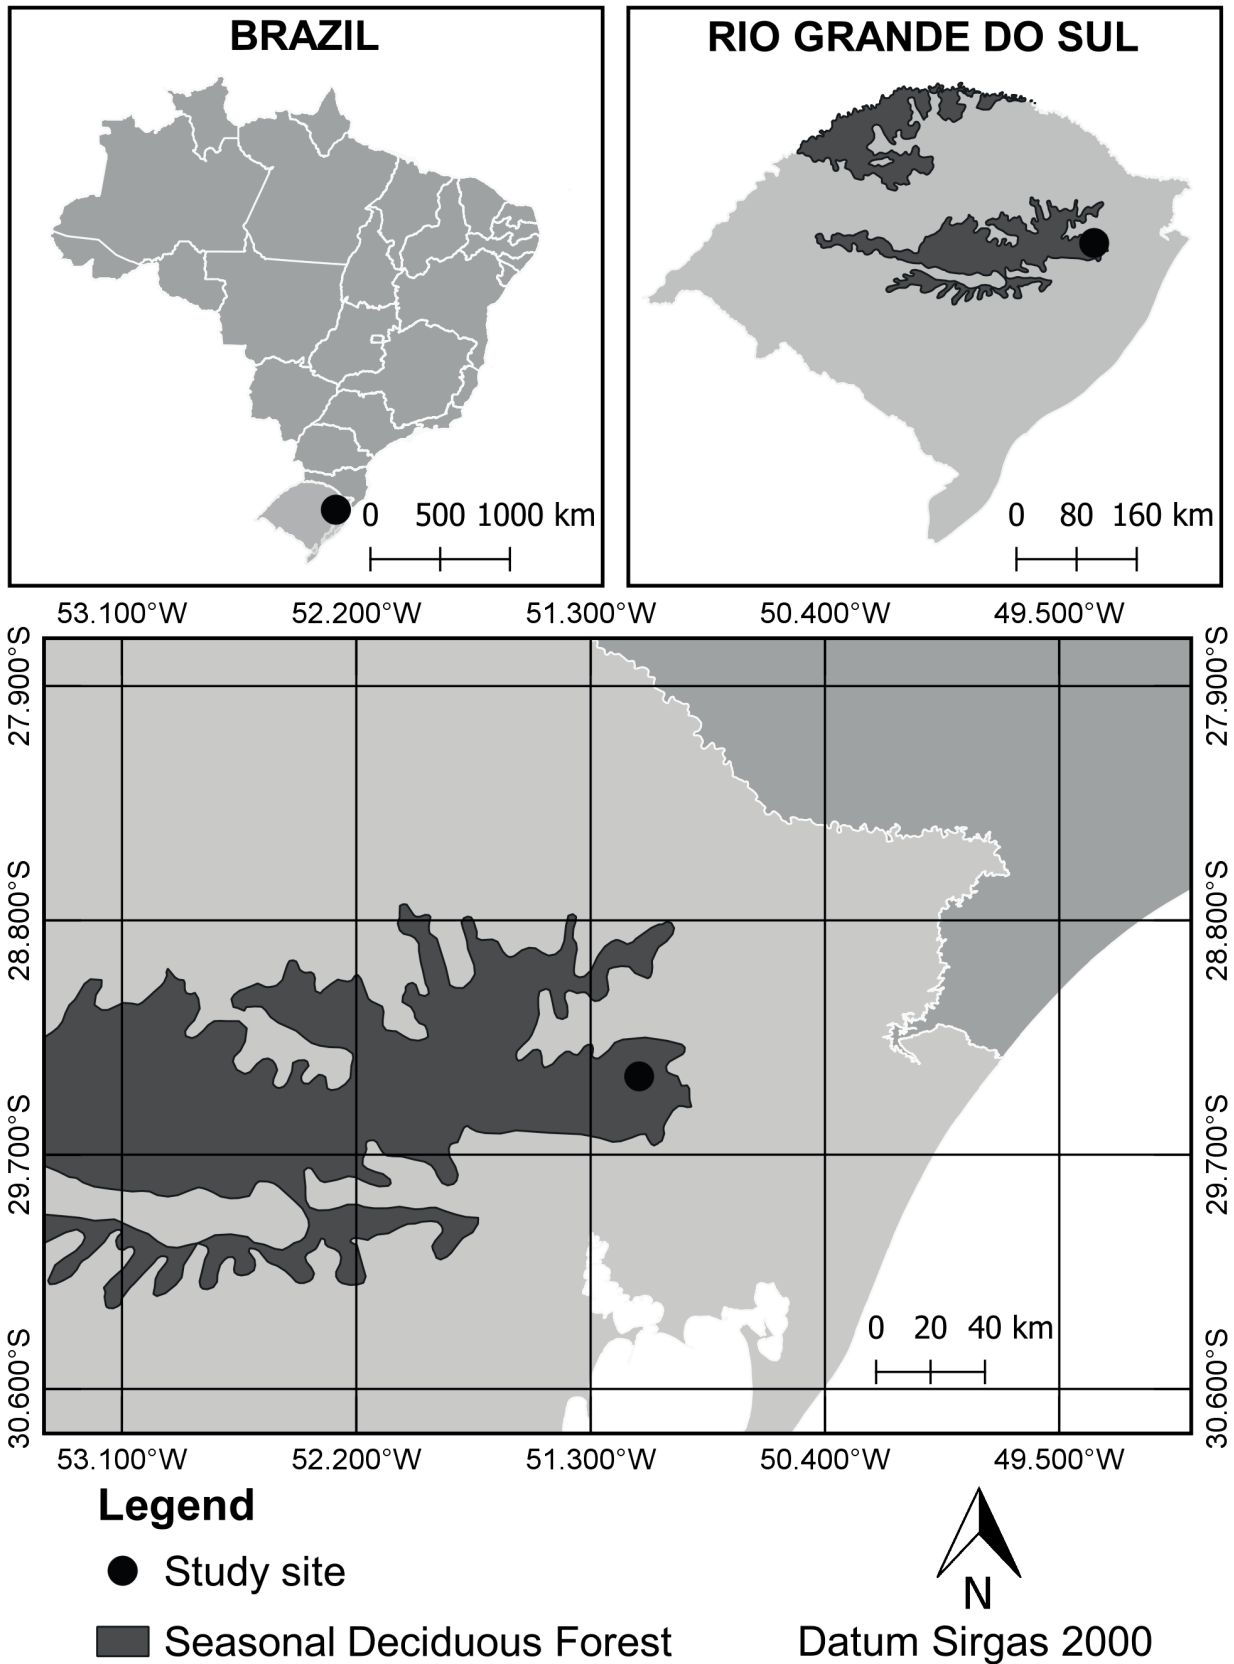 BRAZIL
0 500 1000 km
RIO GRANDE DO SUL
0 80 160 km
53.100°W 52.200°W 51.300°W 50.400°W 49.500°W
27.900°S
28.800°S
29.700°S
30.600°S
27.900°S
28.800°S
29.700°S
30.600°S
0 20 40 km
53.100°W 52.200°W 51.300°W 50.400°W 49.500°W
Legend
Study site
Seasonal Deciduous Forest
N
Datum Sirgas 2000